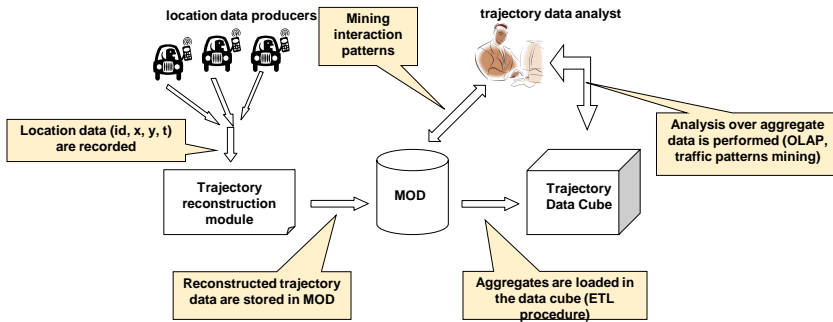 location data producers
Mining
interaction
patterns
trajectory data analyst
Location data (id, x, y, t)
are recorded
Analysis over aggregate
data is performed (OLAP,
traffic patterns mining)
Trajectory
reconstruction
module
MOD
Trajectory
Data Cube
Reconstructed trajectory
data are stored in MOD
Aggregates are loaded in
the data cube (ETL
procedure)